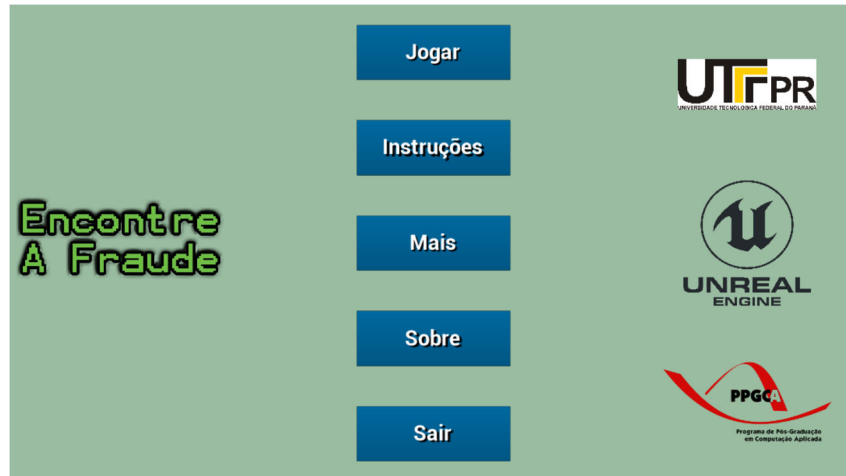 Encontre
A Fraude
Jogar
Instruções
Mais
Sobre
Sair
UTFPR
UNIVERSIDADE TECNOLÓGICA FEDERAL DO PARANÁ
UNREAL
ENGINE
PPGCA
Programa de Pós-Graduação
em Computação Aplicada